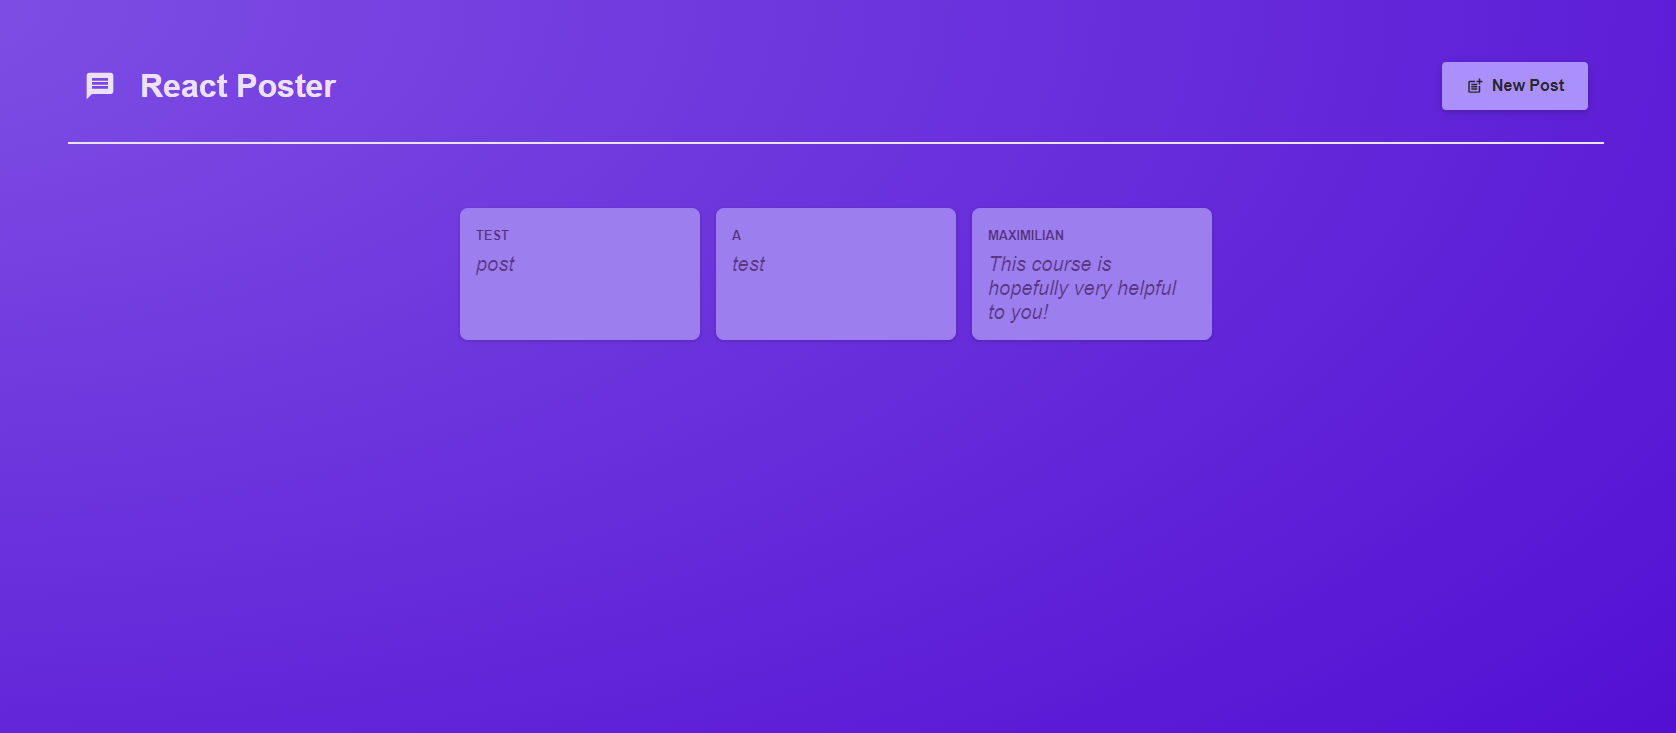 React Poster
New Post
TEST
post
A
test
MAXIMILIAN
This course is
hopefully very helpful
to you!